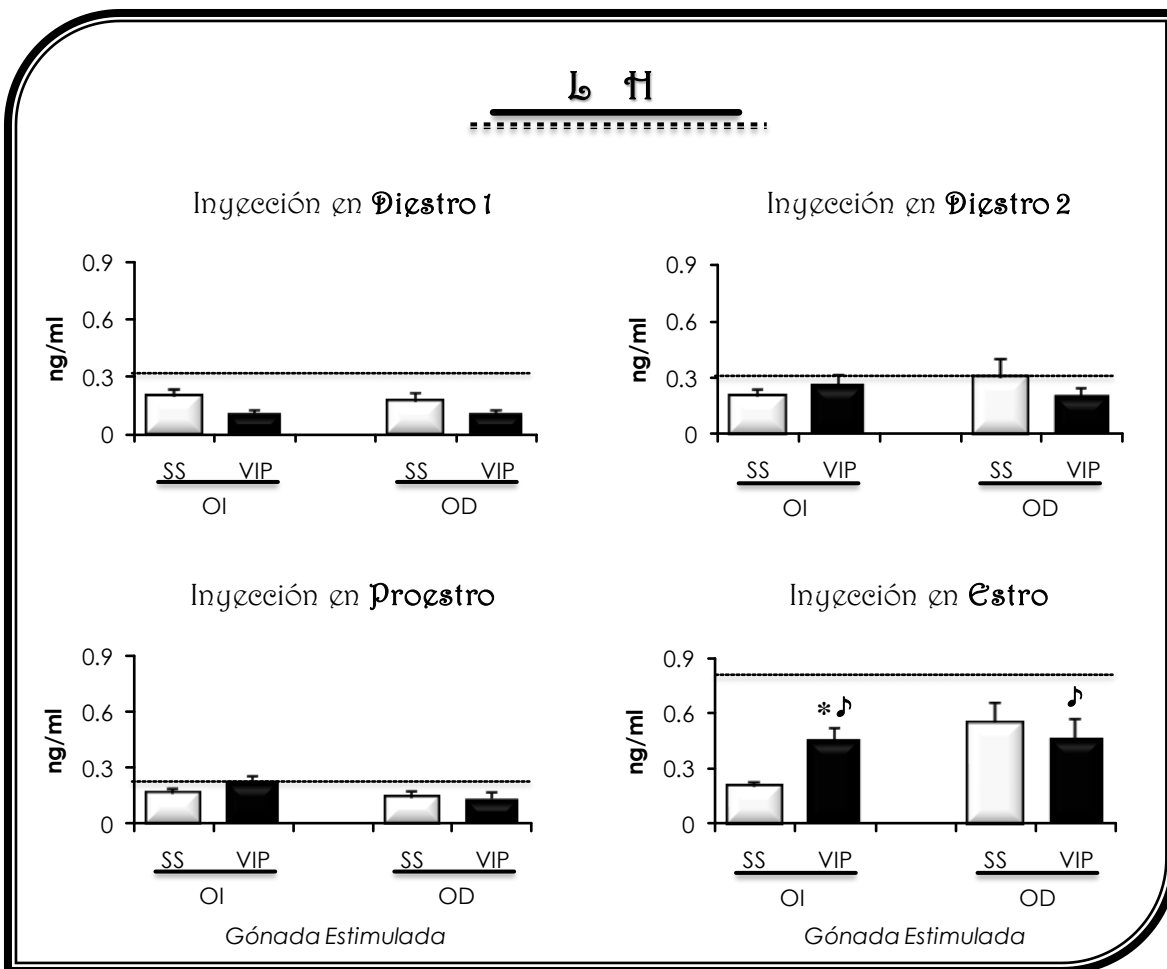 L H
Inyección en Diestro 1
0.9
0.6
0.3
0
ng/ml
SS VIP SS VIP
OI OD
Inyección en Diestro 2
0.9
0.6
0.3
0
ng/ml
SS VIP SS VIP
OI OD
Inyección en Proestro
0.9
0.6
0.3
0
ng/ml
SS VIP SS VIP
OI OD
Gónada Estimulada
Inyección en Estro
0.9
0.6
0.3
0
ng/ml
*♪ ♪
SS VIP SS VIP
OI OD
Gónada Estimulada